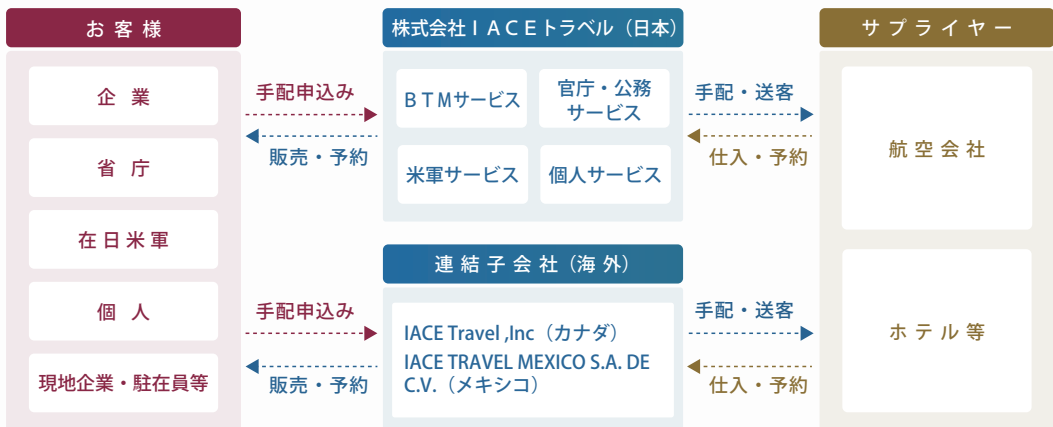 お客様
企業
省庁
在日米軍
個人
現地企業・駐在員等
手配申込み
販売・予約
手配申込み
販売・予約
株式会社IACEトラベル（日本）
BTMサービス
官庁・公務
サービス
米軍サービス
個人サービス
連結子会社（海外）
IACE Travel ,Inc（カナダ）
IACE TRAVEL MEXICO S.A. DE
C.V.（メキシコ）
手配・送客
仕入・予約
手配・送客
仕入・予約
サプライヤー
航空会社
ホテル等